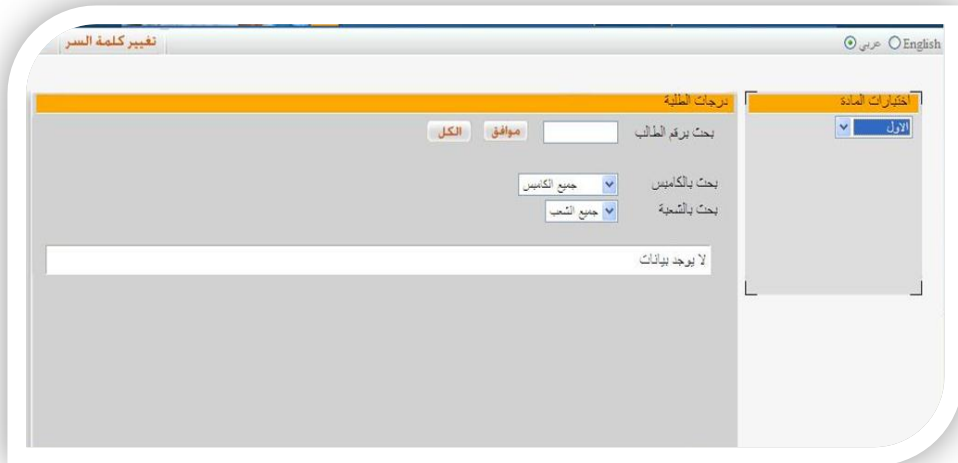 English عربي تغيير كلمة السر
اختبارات المادة
الاول
درجات الطلبة
بحث برقم الطالب موافق الكل
بحث بالكامبس جميع الكامبس
بحث بالشعبة جميع الشعب
لا يوجد بيانات